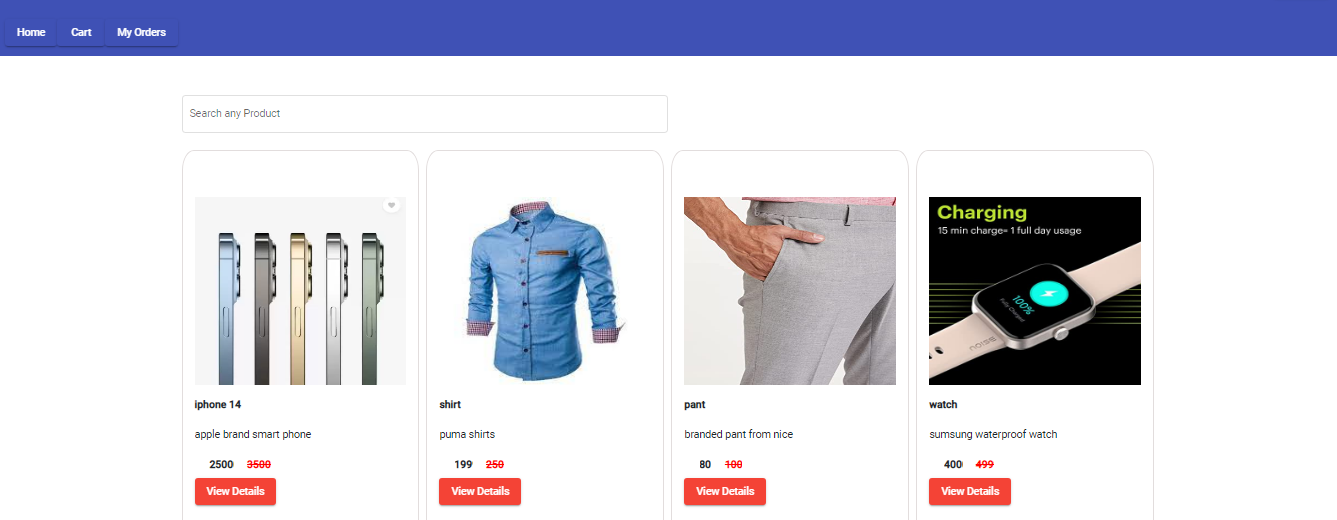 Home Cart My Orders
Search any Product
Charging
15 min charge= 1 full day usage
100%
Fully Charged
noise
iphone 14
apple brand smart phone
2500 3500
View Details
shirt
puma shirts
199 250
View Details
pant
branded pant from nice
80 100
View Details
watch
sumsung waterproof watch
400 499
View Details